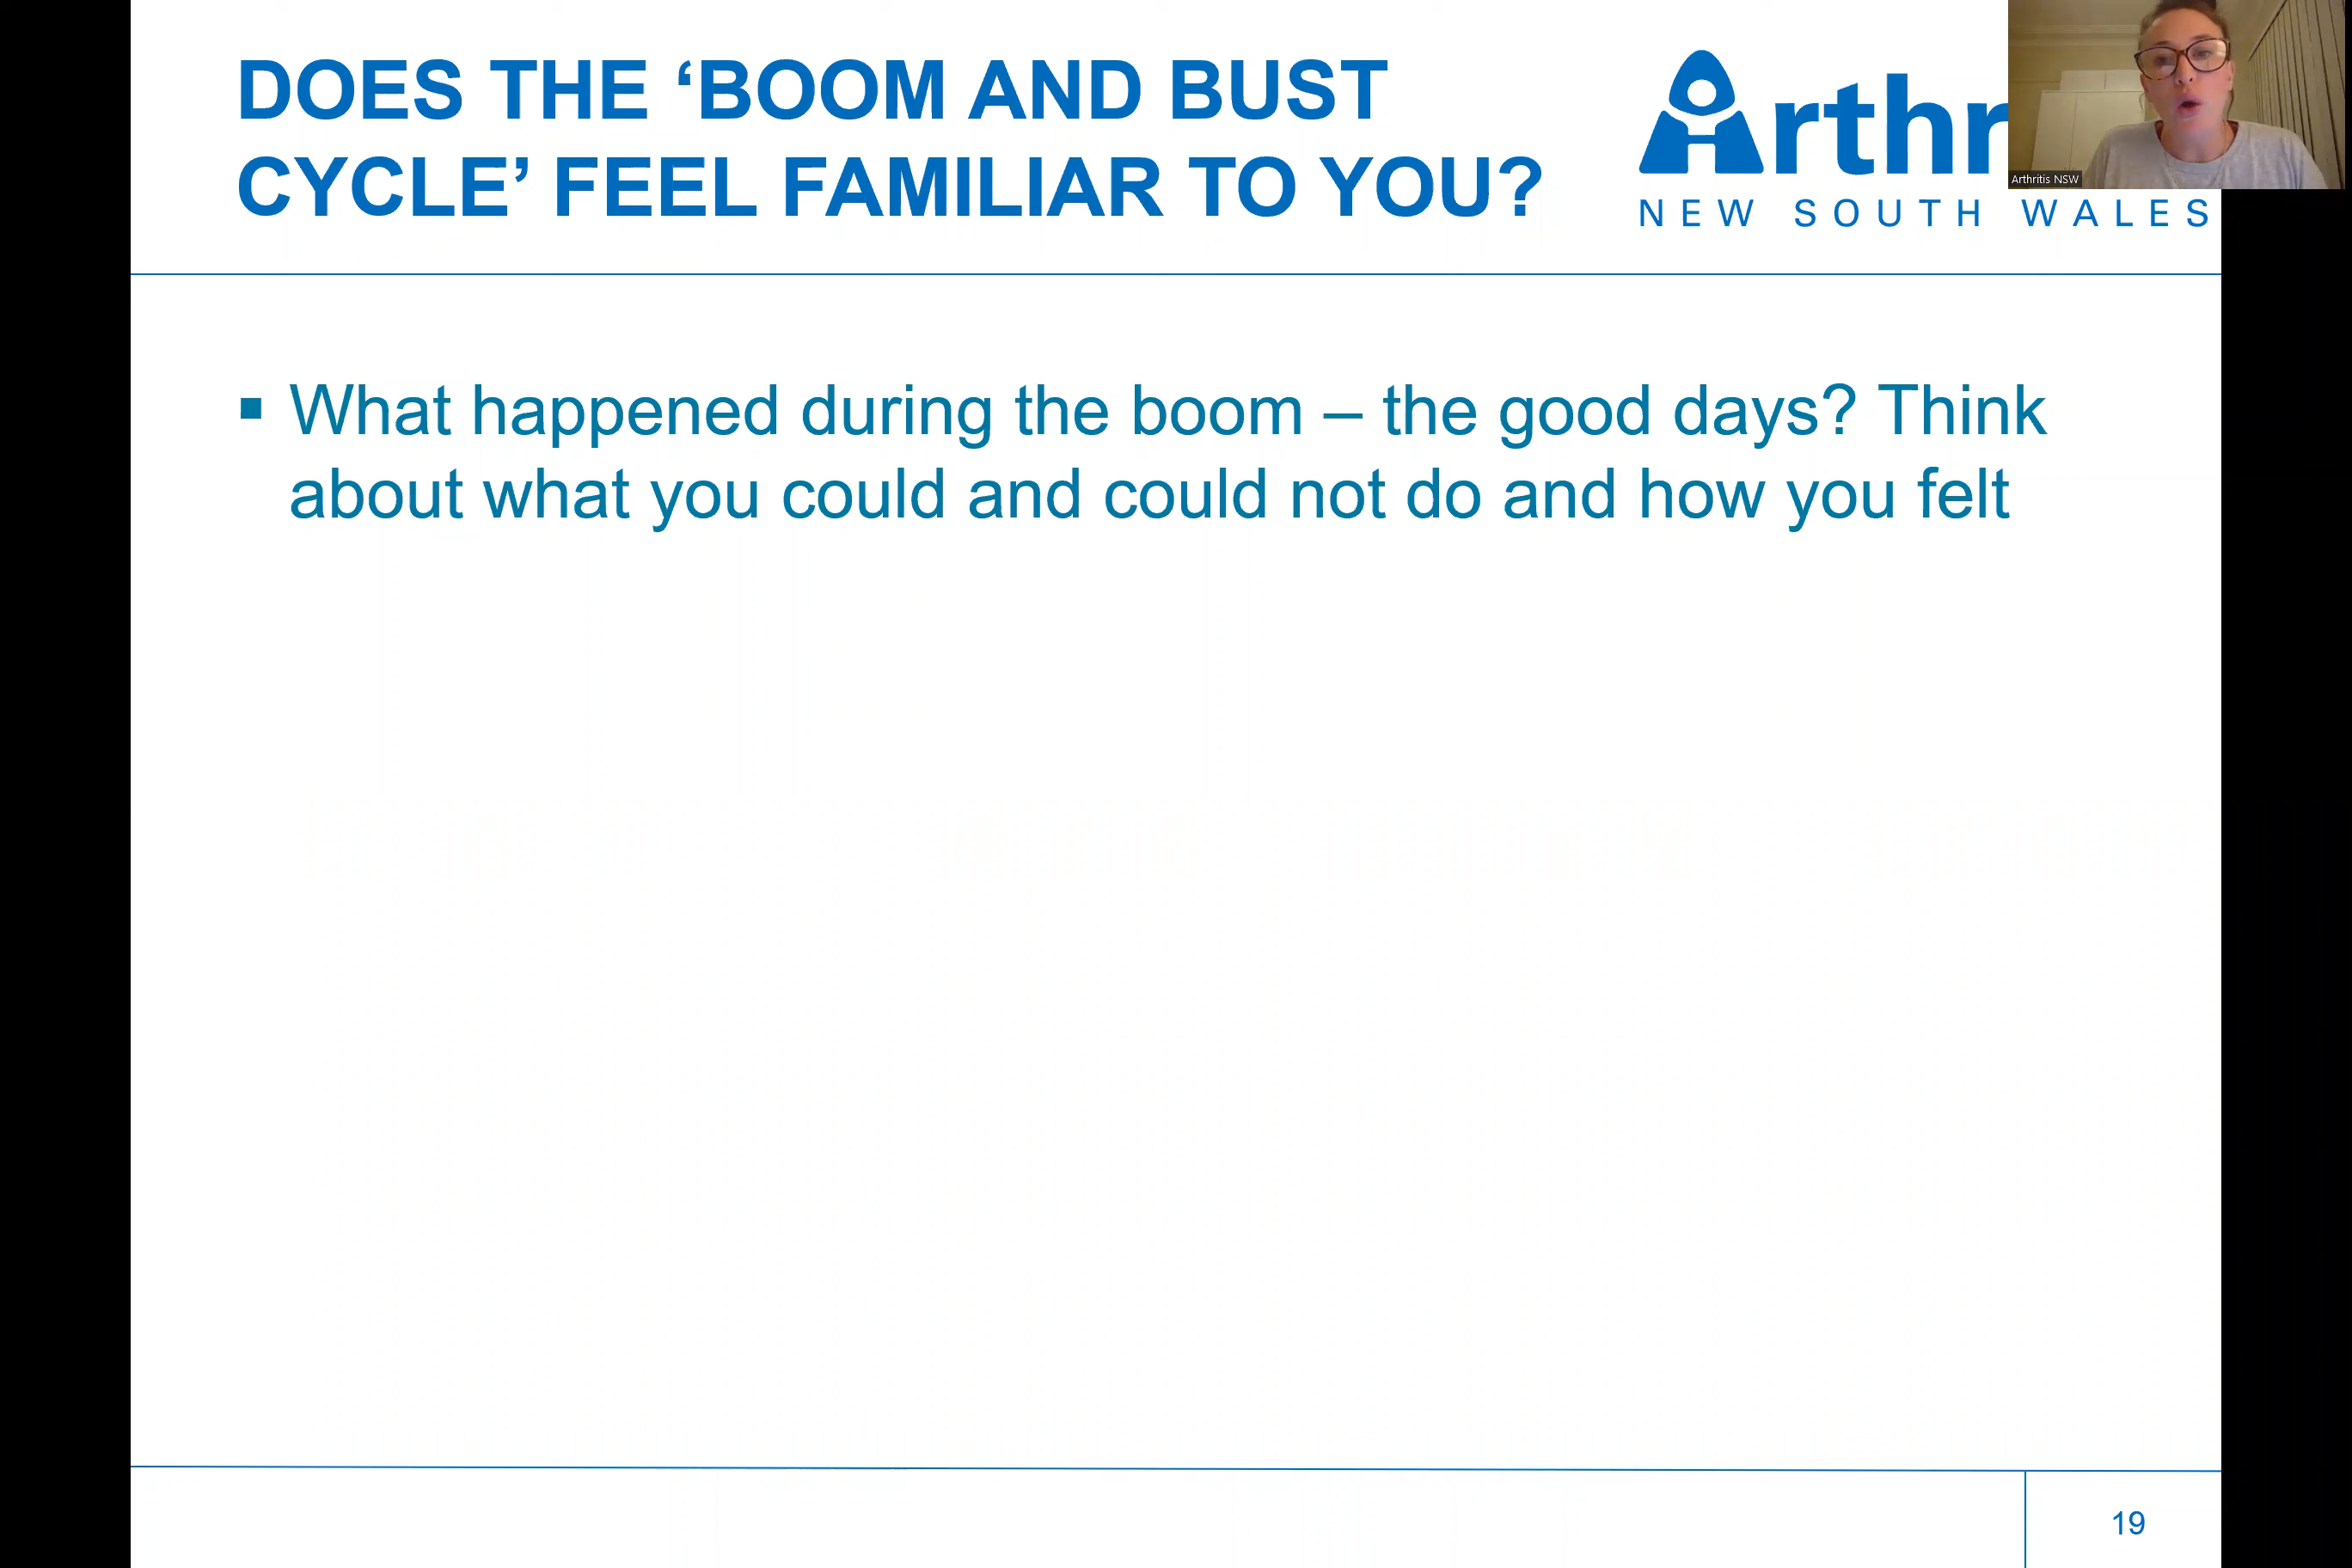 DOES THE ‘BOOM AND BUST
CYCLE’ FEEL FAMILIAR TO YOU?
NEW SOUTH WALES
Arthritis NSW
▪ What happened during the boom – the good days? Think
about what you could and could not do and how you felt
19